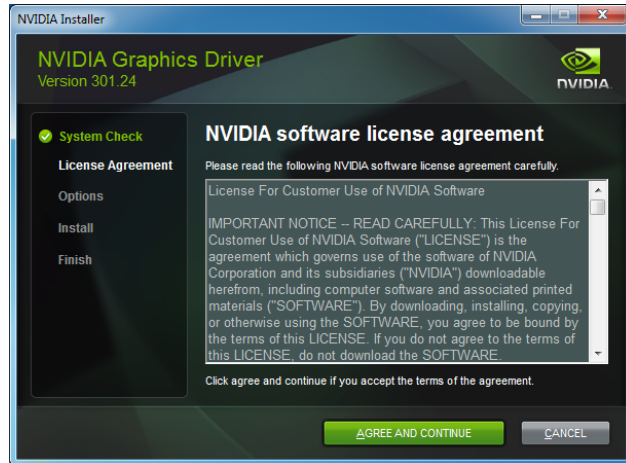 NVIDIA Installer
NVIDIA Graphics Driver
Version 301.24
NVIDIA
System Check
License Agreement
Options
Install
Finish
NVIDIA software license agreement
Please read the following NVIDIA software license agreement carefully.
License For Customer Use of NVIDIA Software
IMPORTANT NOTICE -- READ CAREFULLY: This License For
Customer Use of NVIDIA Software ("LICENSE") is the
agreement which governs use of the software of NVIDIA
Corporation and its subsidiaries ("NVIDIA") downloadable
herefrom, including computer software and associated printed
materials ("SOFTWARE"). By downloading, installing, copying,
or otherwise using the SOFTWARE, you agree to be bound by
the terms of this LICENSE. If you do not agree to the terms of
this LICENSE, do not download the SOFTWARE.
Click agree and continue if you accept the terms of the agreement.
AGREE AND CONTINUE
CANCEL